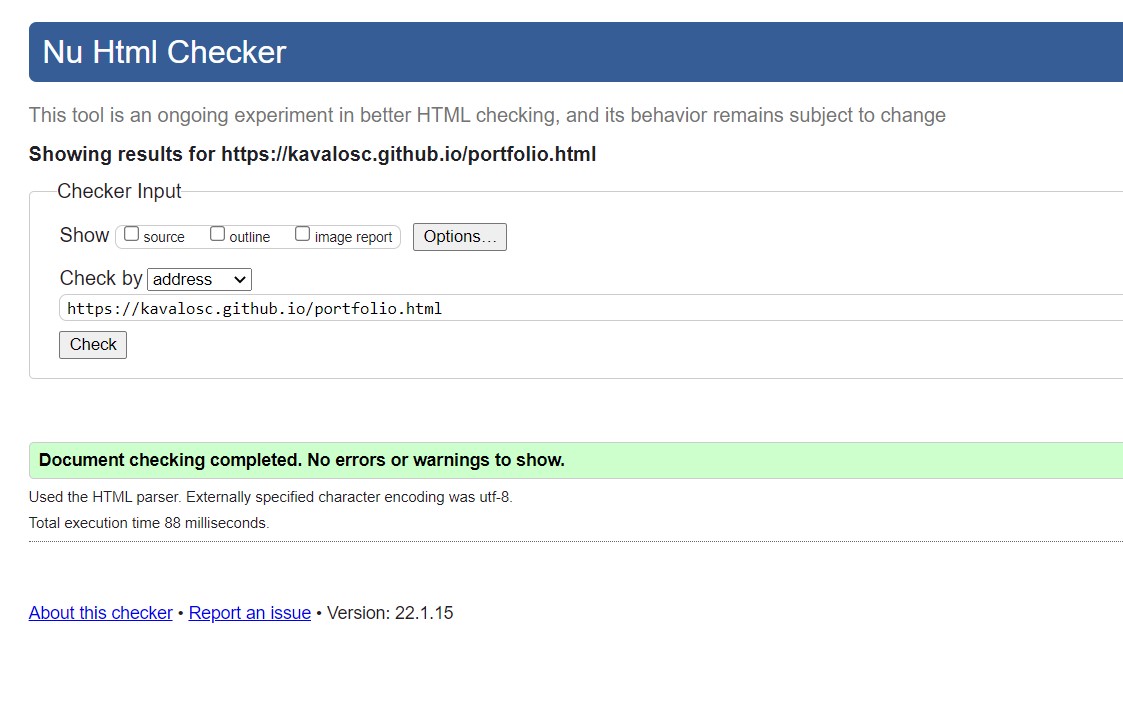 Nu Html Checker
This tool is an ongoing experiment in better HTML checking, and its behavior remains subject to change
Showing results for https://kavalosc.github.io/portfolio.html
Checker Input
Show source outline image report Options...
Check by address
https://kavalosc.github.io/portfolio.html
Check
Document checking completed. No errors or warnings to show.
Used the HTML parser. Externally specified character encoding was utf-8.
Total execution time 88 milliseconds.
About this checker • Report an issue • Version: 22.1.15